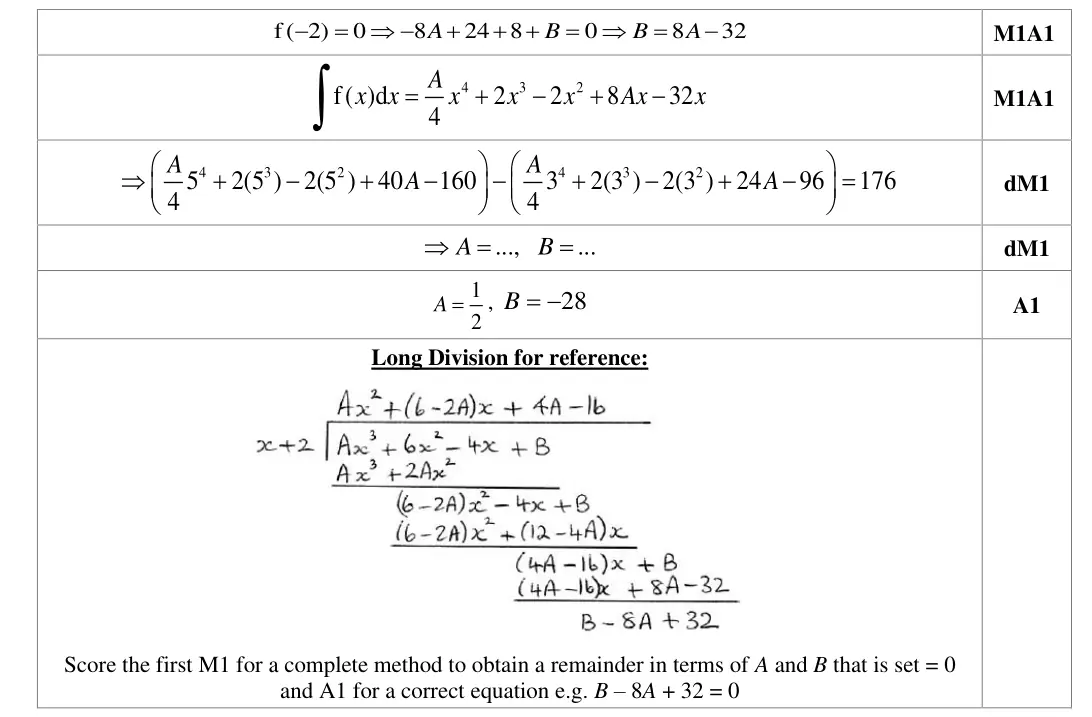 f(−2) = 0 ⇒ −8A + 24 + 8 + B = 0 ⇒ B = 8A − 32 M1A1
∫f(x)dx = A/4 x⁴ + 2x³ − 2x² + 8Ax − 32x M1A1
⇒ (A/4 5⁴ + 2(5³) − 2(5²) + 40A − 160) − (A/4 3⁴ + 2(3³) − 2(3²) + 24A − 96) = 176 dM1
⇒ A = ..., B = ... dM1
A = 1/2, B = −28 A1
Long Division for reference:
Ax² + (6 − 2A)x + 4A − 16
x + 2 | Ax³ + 6x² − 4x + B
Ax³ + 2Ax²
(6 − 2A)x² − 4x + B
(6 − 2A)x² + (12 − 4A)x
(4A − 16)x + B
(4A − 16)x + 8A − 32
B − 8A + 32
Score the first M1 for a complete method to obtain a remainder in terms of A and B that is set = 0
and A1 for a correct equation e.g. B – 8A + 32 = 0